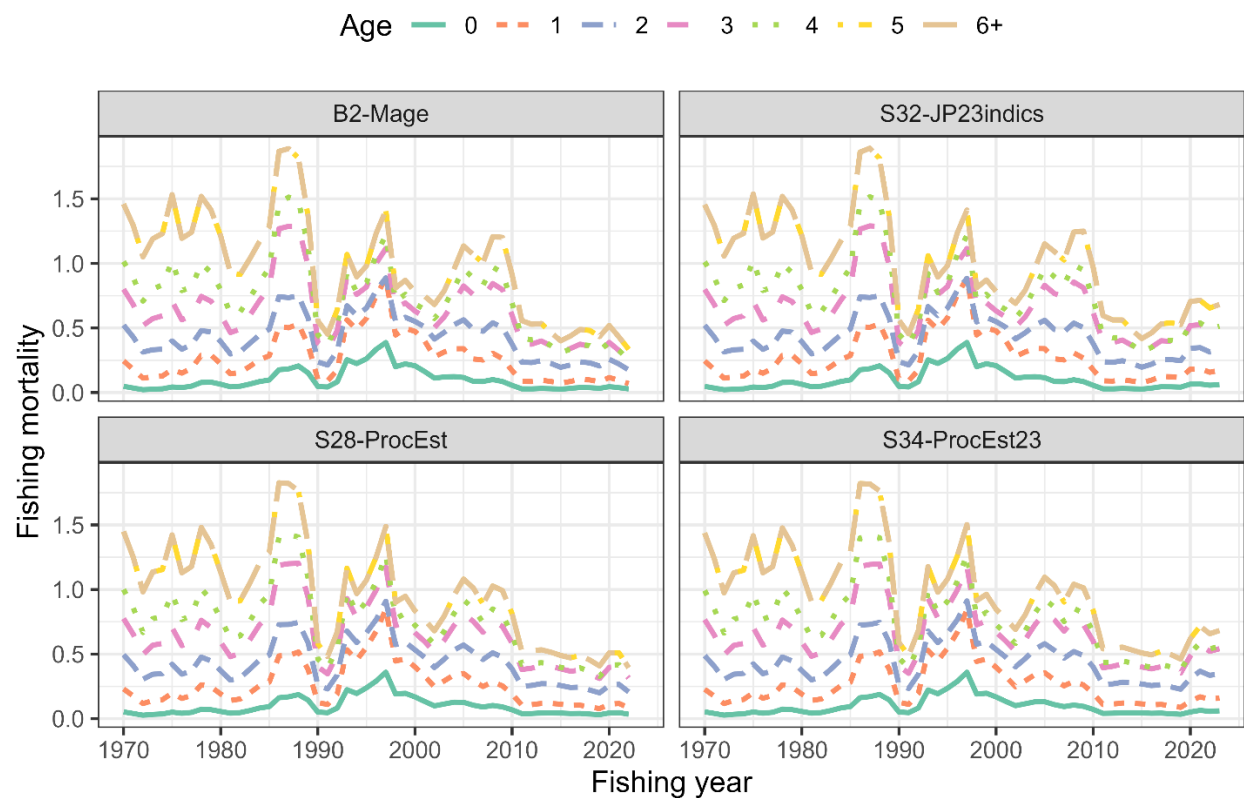 Age 0 1 2 3 4 5 6+
B2-Mage S32-JP23indics
1.5
1.0
0.5
0.0
S28-ProcEst S34-ProcEst23
1.5
1.0
0.5
0.0
Fishing mortality
1970 1980 1990 2000 2010 2020 1970 1980 1990 2000 2010 2020
Fishing year